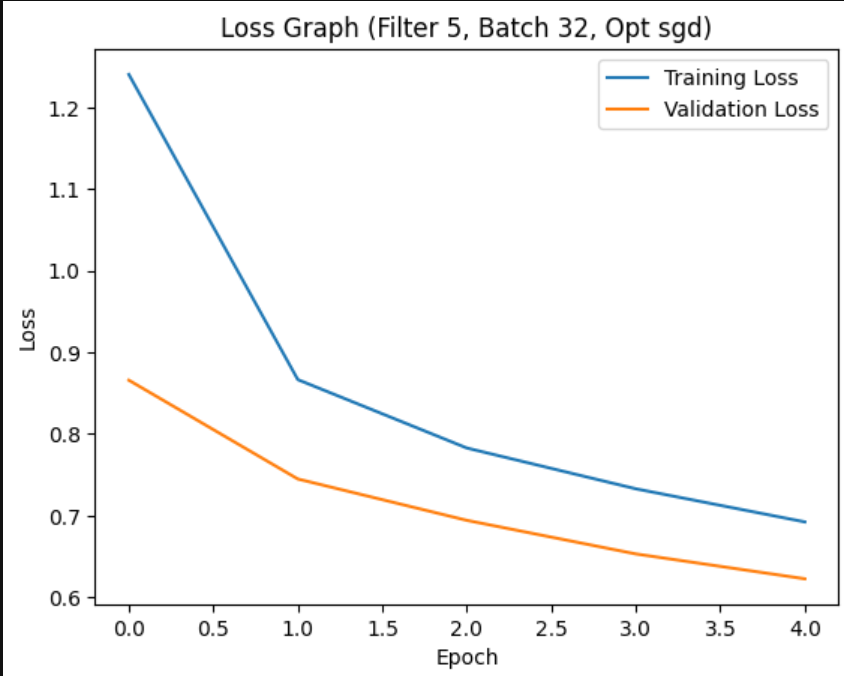 Loss Graph (Filter 5, Batch 32, Opt sgd)
Training Loss
Validation Loss
1.2
1.1
1.0
0.9
0.8
0.7
0.6
Loss
0.0 0.5 1.0 1.5 2.0 2.5 3.0 3.5 4.0
Epoch